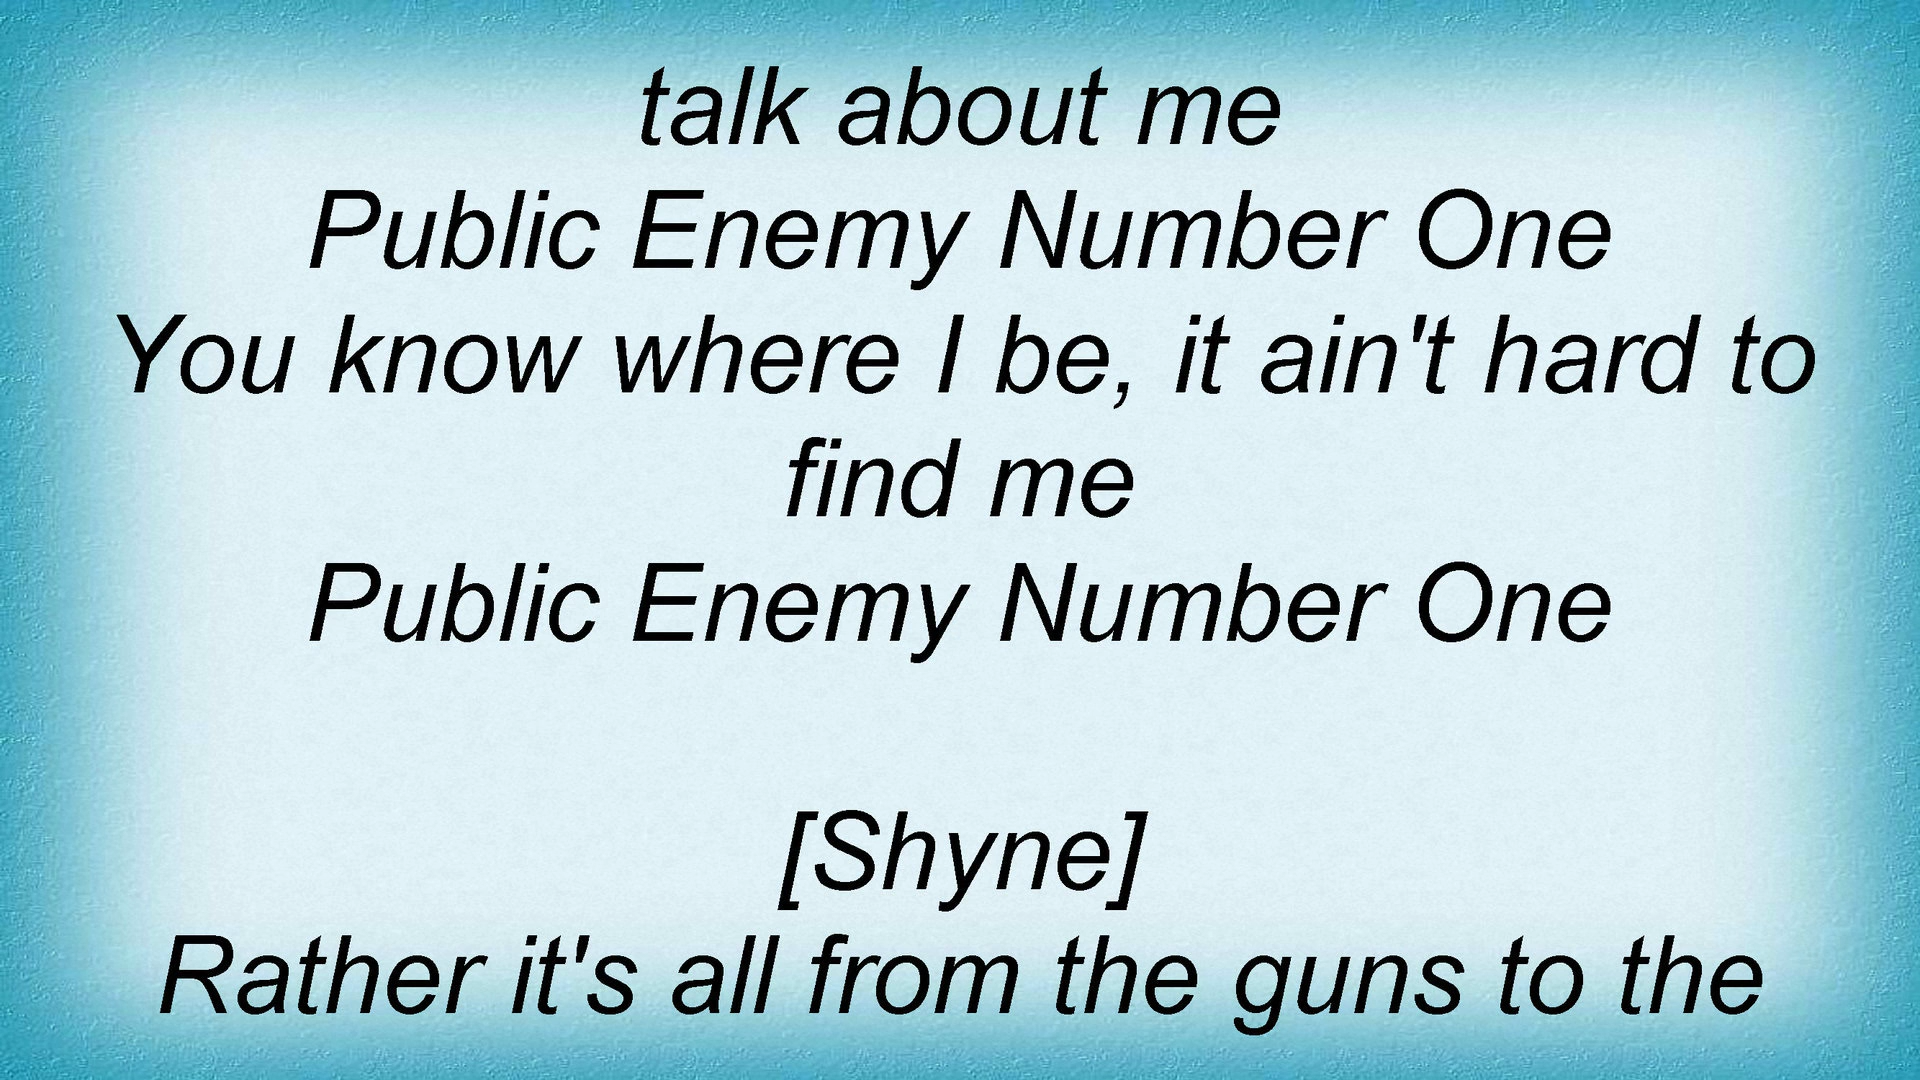 talk about me
Public Enemy Number One
You know where I be, it ain't hard to
find me
Public Enemy Number One
[Shyne]
Rather it's all from the guns to the